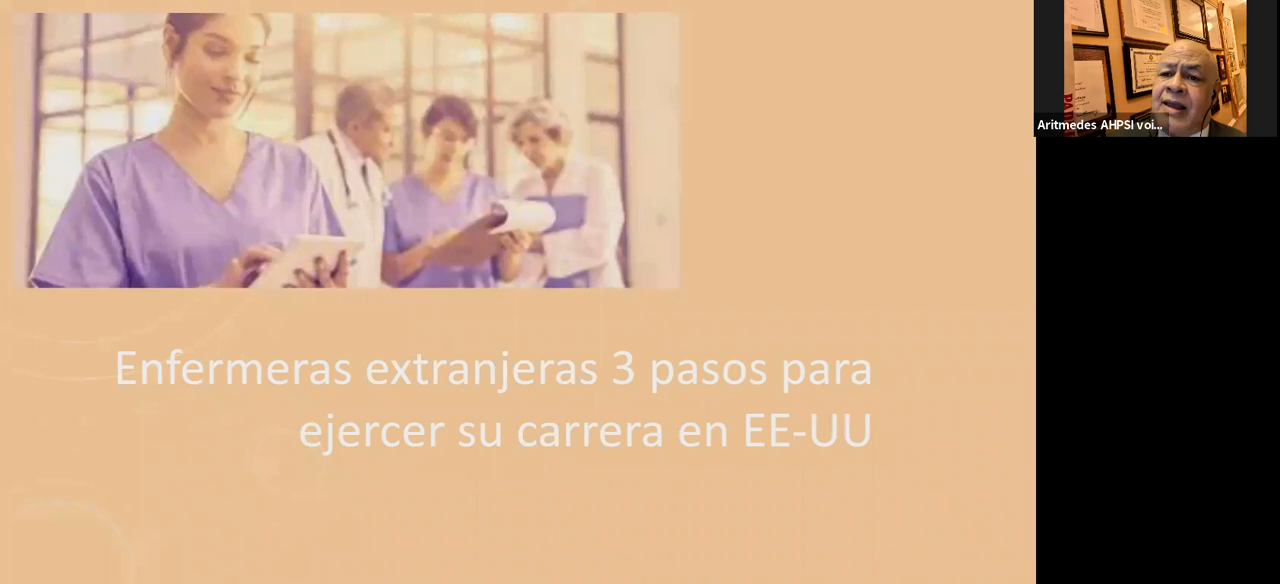 Enfermeras extranjeras 3 pasos para
ejercer su carrera en EE-UU
Aritmedes AHPSI voi...